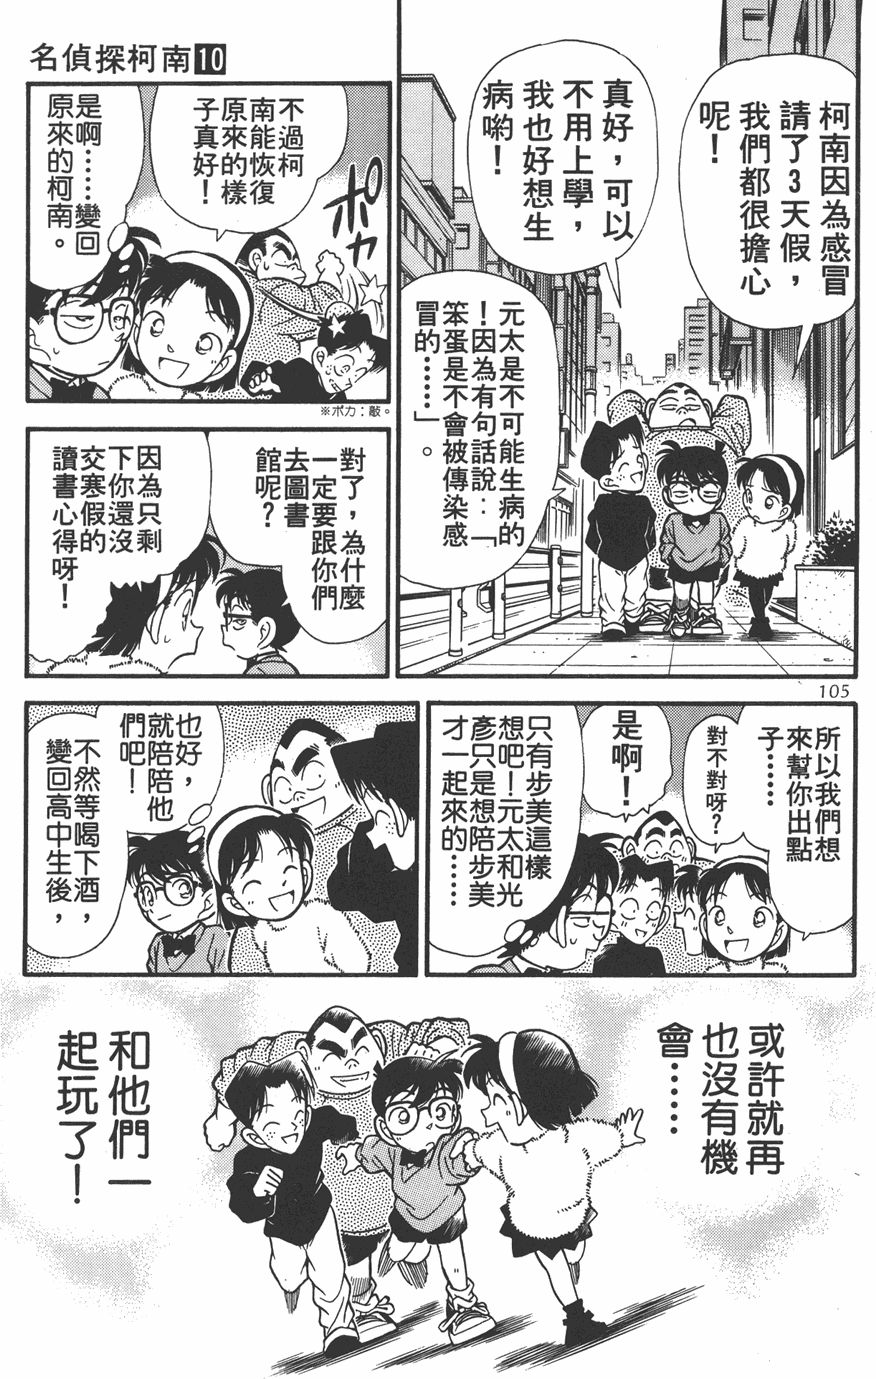 名偵探柯南10
柯南因為感冒
請了3天假，
我們都很擔心
呢！
真好，可以
不用上學，
我也好想生
病喲！
元太是不可能生病的
！因為有句話說：「
笨蛋是不會被傳染感
冒的……」。
不過柯
南能恢復
原來的樣
子真好！
ポカ
是啊……變回
原來的柯南。
※ポカ：敲。
對了，為什麼
一定要跟你們
去圖書
館呢？
因為只剩
下你還沒
交寒假的
讀書心得呀！
105
所以我們想
來幫你出點
子……
對不對呀？
是啊！
只有步美這樣
想吧！元太和光
彥只是想陪步美
才一起來的……
也好，
就陪陪他
們吧！
不然等喝下酒，
變回高中生後，
或許就再
也沒有機
會……
和他們一
起玩了！